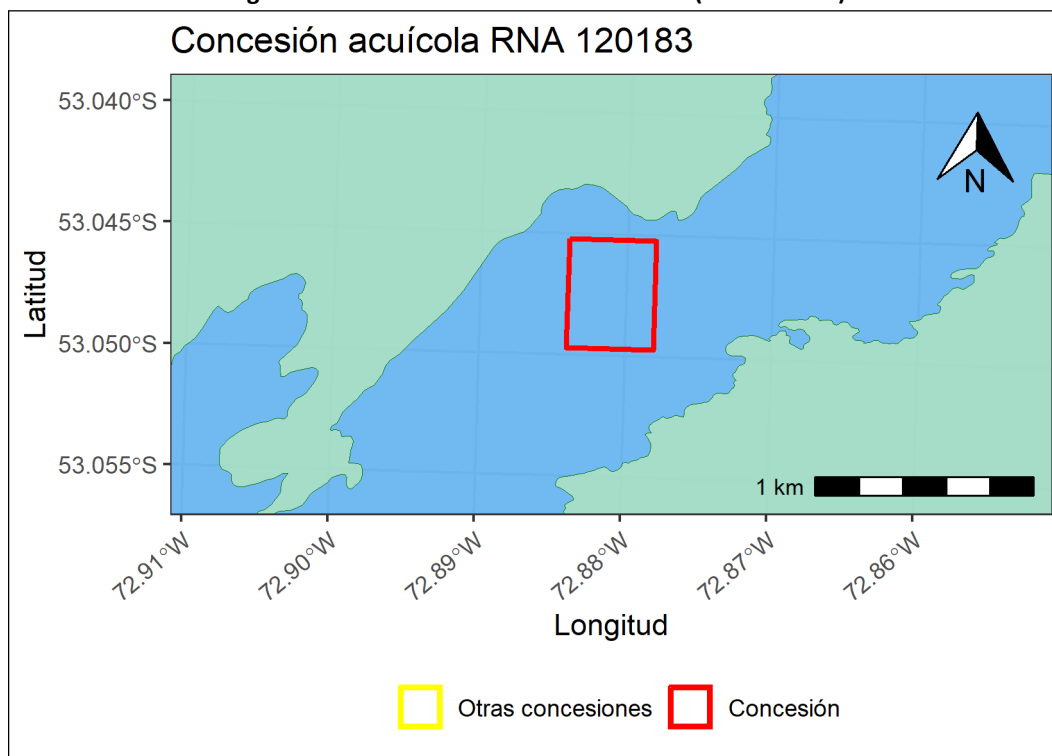 Concesión acuícola RNA 120183
53.040°S
53.045°S
53.050°S
53.055°S
Latitud
N
1 km
72.91°W
72.90°W
72.89°W
72.88°W
72.87°W
72.86°W
Longitud
Otras concesiones
Concesión